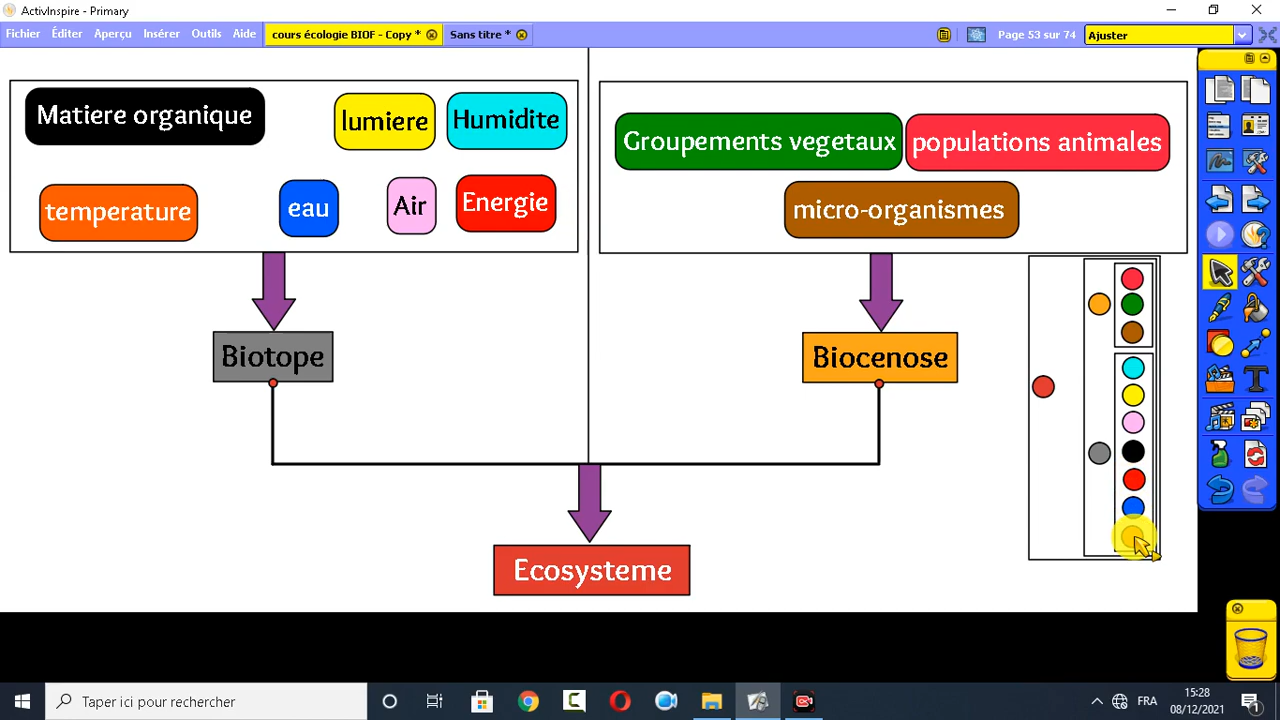 ActivInspire - Primary
Fichier Éditer Aperçu Insérer Outils Aide
cours écologie BIOF - Copy *
Sans titre *
Page 53 sur 74
Ajuster
Matiere organique
lumiere
Humidite
temperature
eau
Air
Energie
Groupements vegetaux
populations animales
micro-organismes
Biotope
Biocenose
Ecosysteme
Taper ici pour rechercher
FRA
15:28
08/12/2021
1